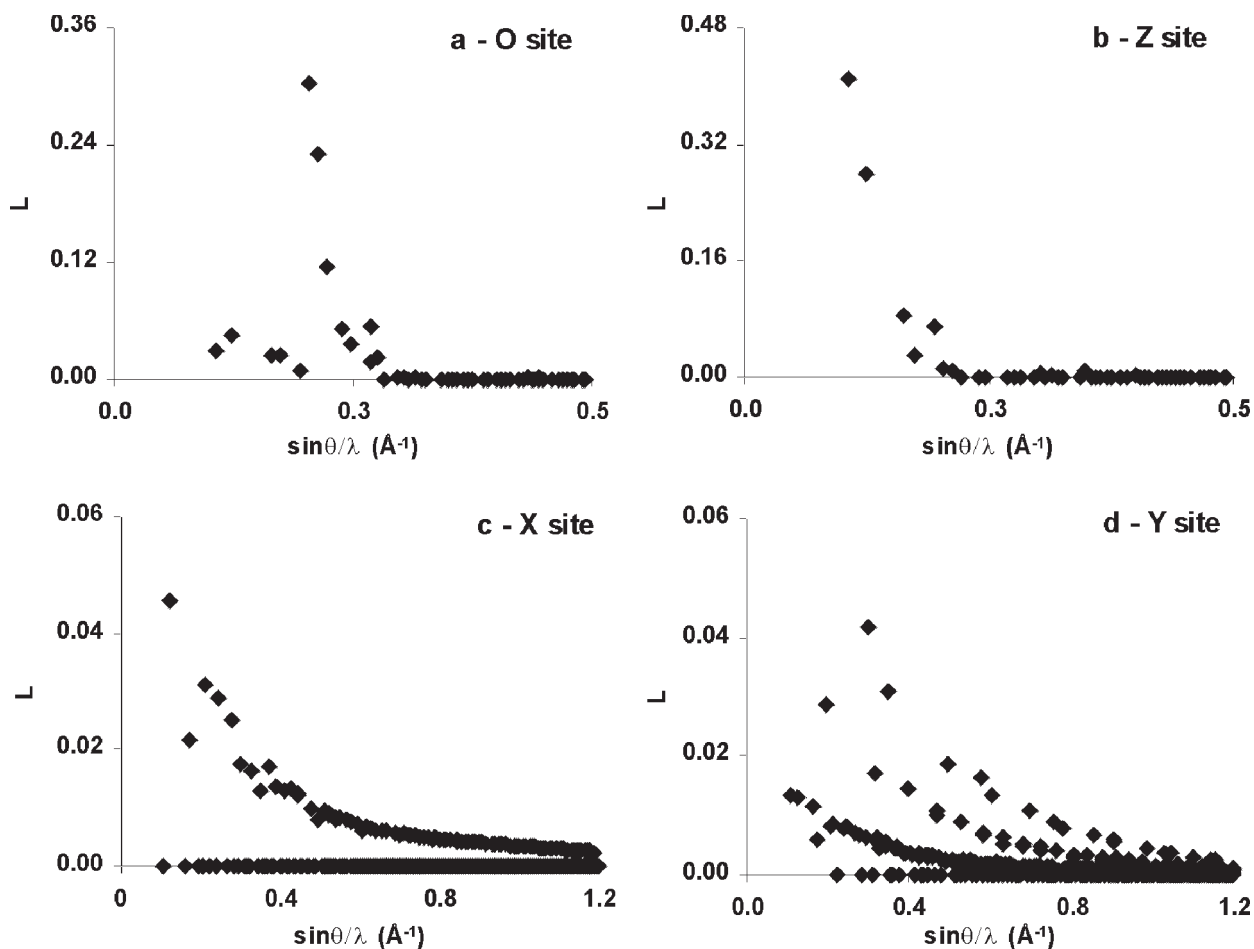 a - O site
0.36
0.24
0.12
0.00
L
0.0
0.3
0.5
sinθ/λ (Å⁻¹)
b - Z site
0.48
0.32
0.16
0.00
L
0.0
0.3
0.5
sinθ/λ (Å⁻¹)
c - X site
0.06
0.04
0.02
0.00
L
0
0.4
0.8
1.2
sinθ/λ (Å⁻¹)
d - Y site
0.06
0.04
0.02
0.00
L
0.0
0.4
0.8
1.2
sinθ/λ (Å⁻¹)